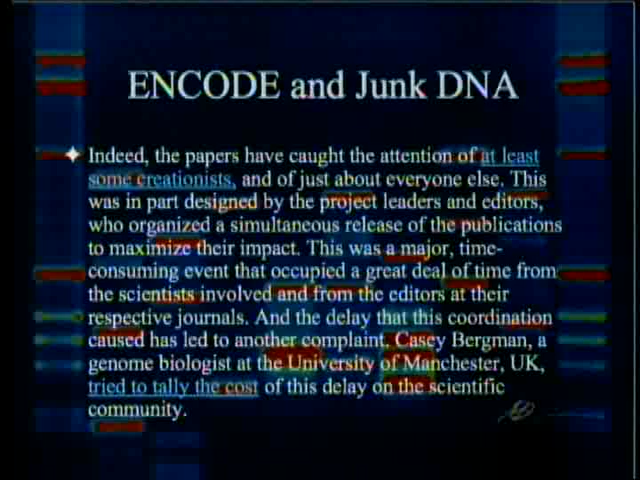 ENCODE and Junk DNA
Indeed, the papers have caught the attention of at least
some creationists, and of just about everyone else. This
was in part designed by the project leaders and editors,
who organized a simultaneous release of the publications
to maximize their impact. This was a major, time-
consuming event that occupied a great deal of time from
the scientists involved and from the editors at their
respective journals. And the delay that this coordination
caused has led to another complaint. Casey Bergman, a
genome biologist at the University of Manchester, UK,
tried to tally the cost of this delay on the scientific
community.